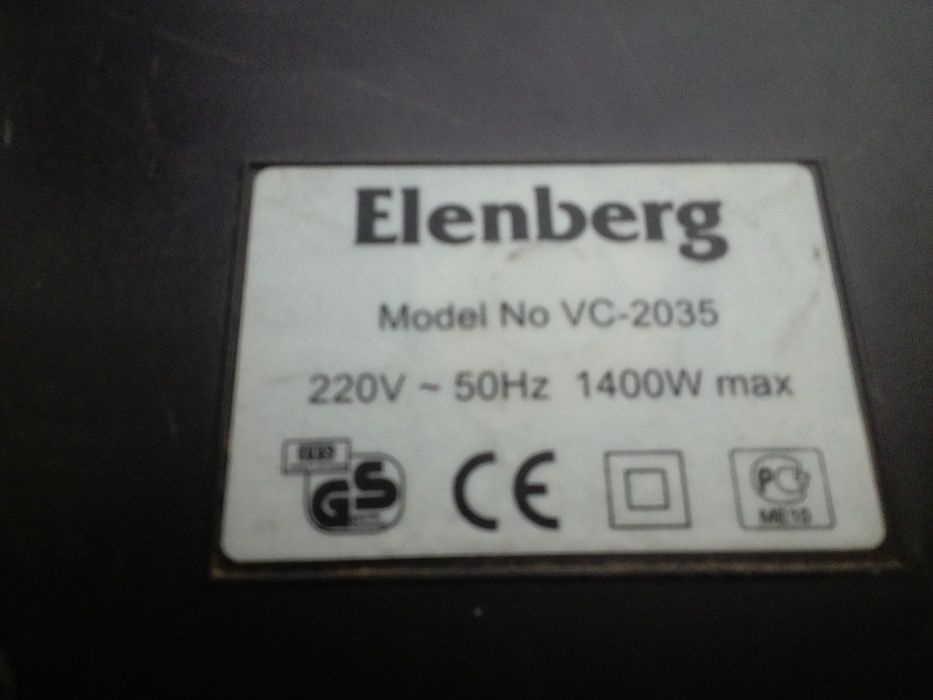 Elenberg
Model No VC-2035
220V ~ 50Hz 1400W max
GS
CE
PC
ME10